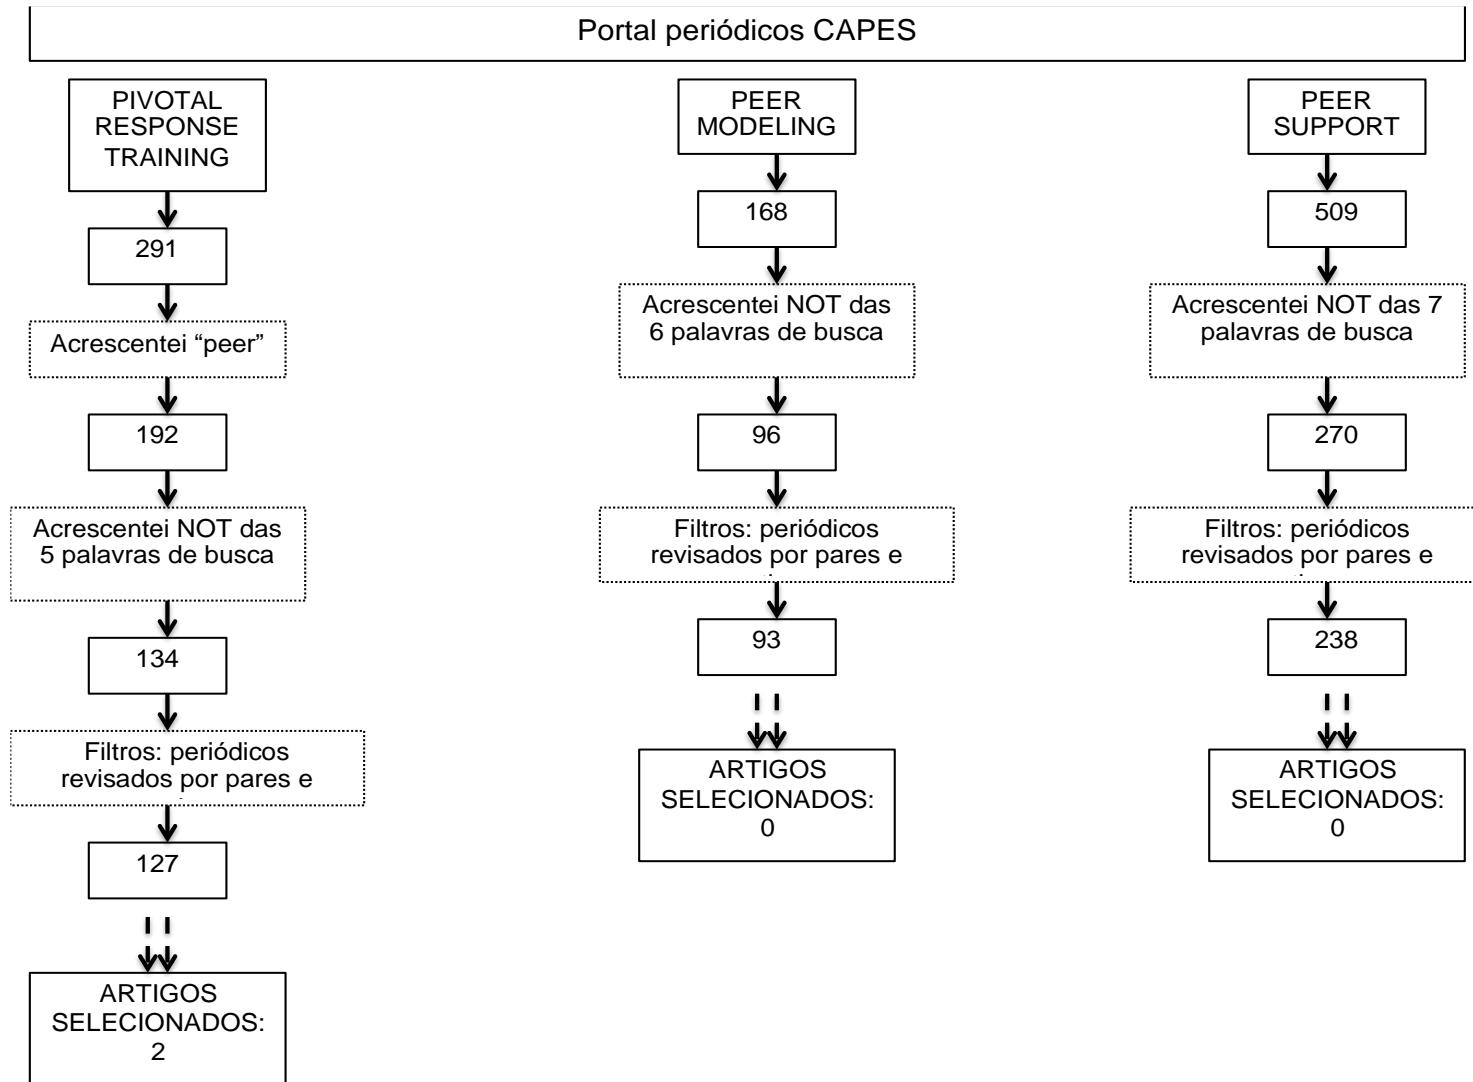 Portal periódicos CAPES
PIVOTAL
RESPONSE
TRAINING
291
Acrescentei “peer”
192
Acrescentei NOT das
5 palavras de busca
134
Filtros: periódicos
revisados por pares e
127
ARTIGOS
SELECIONADOS:
2
PEER
MODELING
168
Acrescentei NOT das
6 palavras de busca
96
Filtros: periódicos
revisados por pares e
93
ARTIGOS
SELECIONADOS:
0
PEER
SUPPORT
509
Acrescentei NOT das 7
palavras de busca
270
Filtros: periódicos
revisados por pares e
238
ARTIGOS
SELECIONADOS:
0